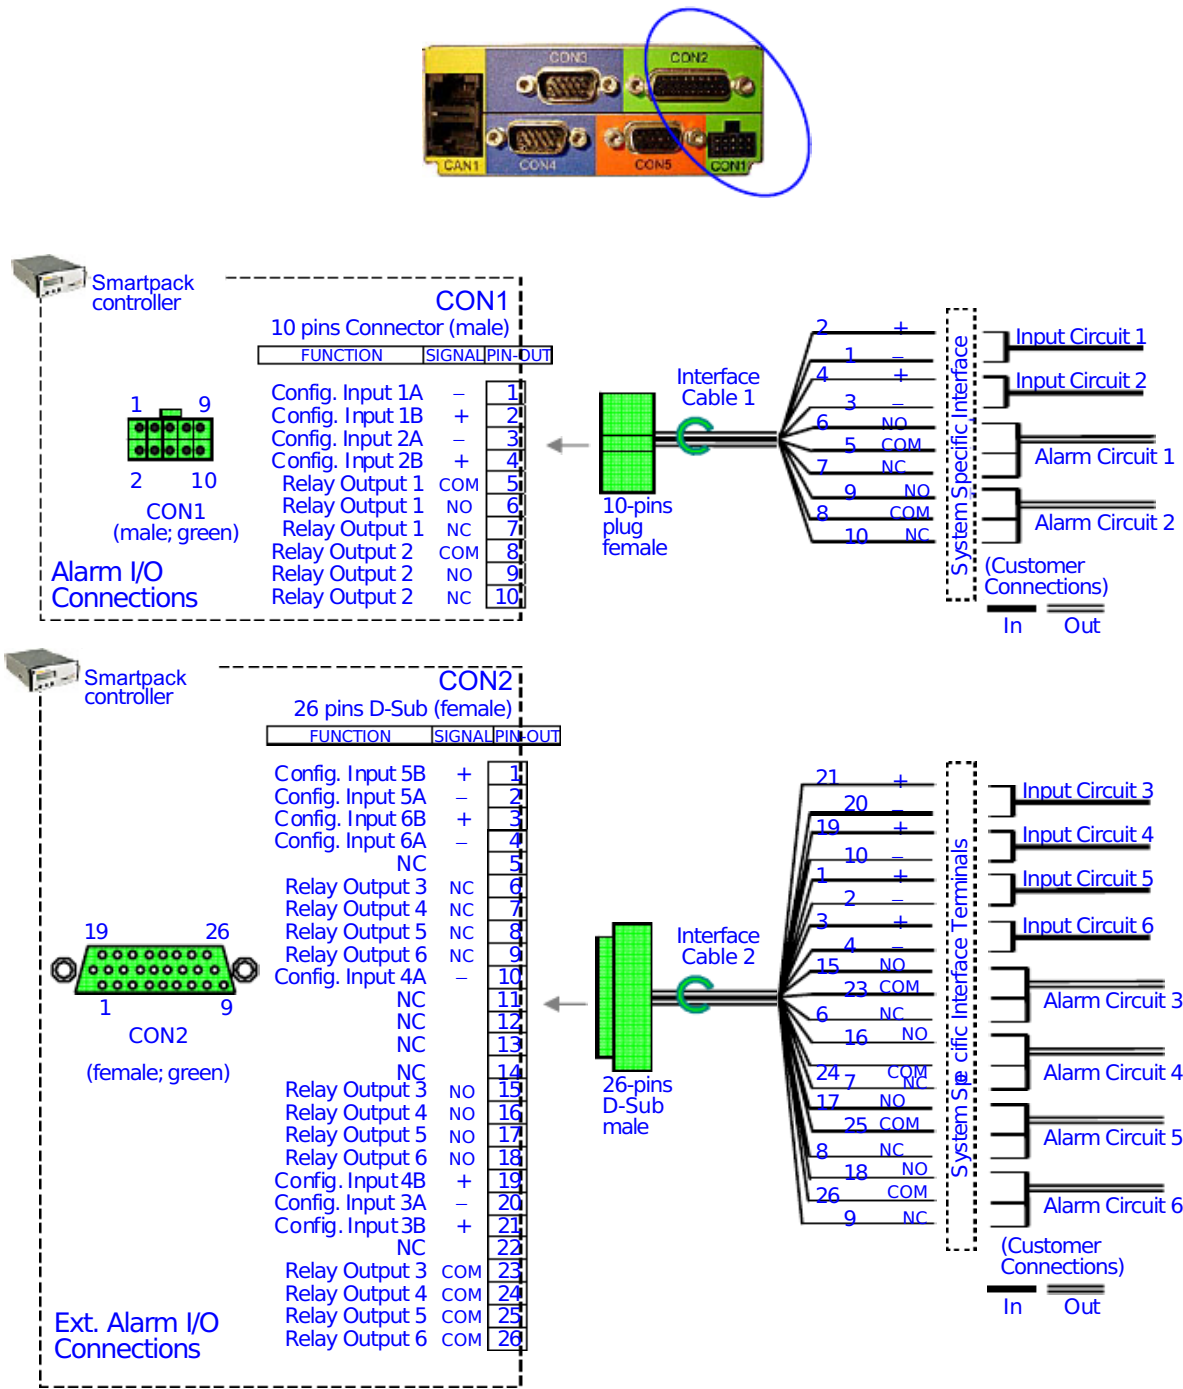 CON3
CON2
CAN1
CON4
CON5
CON1
Smartpack
controller
CON1
10 pins Connector (male)
FUNCTION SIGNAL PIN-OUT
Config. Input 1A – 1
Config. Input 1B + 2
Config. Input 2A – 3
Config. Input 2B + 4
Relay Output 1 COM 5
Relay Output 1 NO 6
Relay Output 1 NC 7
Relay Output 2 COM 8
Relay Output 2 NO 9
Relay Output 2 NC 10
1 9
2 10
CON1
(male; green)
Alarm I/O
Connections
Interface
Cable 1
10-pins
plug
female
2 +
1 –
4 +
3 –
6 NO
5 COM
7 NC
9 NO
8 COM
10 NC
System Specific Interface
Input Circuit 1
Input Circuit 2
Alarm Circuit 1
Alarm Circuit 2
(Customer
Connections)
In Out
Smartpack
controller
CON2
26 pins D-Sub (female)
FUNCTION SIGNAL PIN-OUT
Config. Input 5B + 1
Config. Input 5A – 2
Config. Input 6B + 3
Config. Input 6A – 4
NC 5
Relay Output 3 NC 6
Relay Output 4 NC 7
Relay Output 5 NC 8
Relay Output 6 NC 9
Config. Input 4A – 10
NC 11
NC 12
NC 13
NC 14
Relay Output 3 NO 15
Relay Output 4 NO 16
Relay Output 5 NO 17
Relay Output 6 NO 18
Config. Input 4B + 19
Config. Input 3A – 20
Config. Input 3B + 21
NC 22
Relay Output 3 COM 23
Relay Output 4 COM 24
Relay Output 5 COM 25
Relay Output 6 COM 26
19 26
1 9
CON2
(female; green)
Ext. Alarm I/O
Connections
Interface
Cable 2
26-pins
D-Sub
male
21 +
20 –
19 +
10 –
1 +
2 –
3 +
4 –
15 NO
23 COM
6 NC
16 NO
24 COM
7 NC
17 NO
25 COM
8 NC
18 NO
26 COM
9 NC
System Specific Interface Terminals
Input Circuit 3
Input Circuit 4
Input Circuit 5
Input Circuit 6
Alarm Circuit 3
Alarm Circuit 4
Alarm Circuit 5
Alarm Circuit 6
(Customer
Connections)
In Out